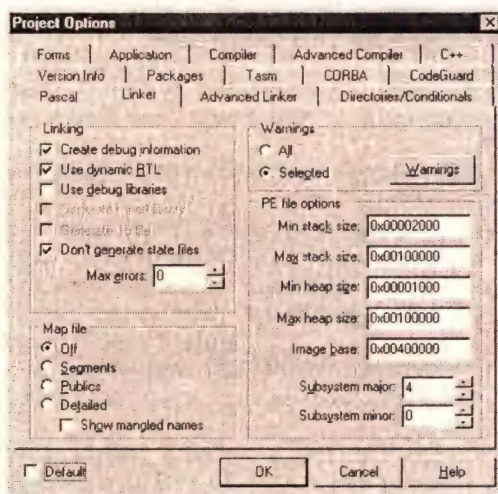 Project Options
Forms Application Compiler Advanced Compiler C++
Version Info Packages Tasm CORBA CodeGuard
Pascal Linker Advanced Linker Directories/Conditionals
Linking
Create debug information
Use dynamic RTL
Use debug libraries
Don't generate state files
Max errors: 0
Map file
Off
Segments
Publics
Detailed
Show mangled names
Warnings
All
Selected Warnings
PE file options
Min stack size: 0x00002000
Max stack size: 0x00100000
Min heap size: 0x00001000
Max heap size: 0x00100000
Image base: 0x00400000
Subsystem major: 4
Subsystem minor: 0
Default OK Cancel Help